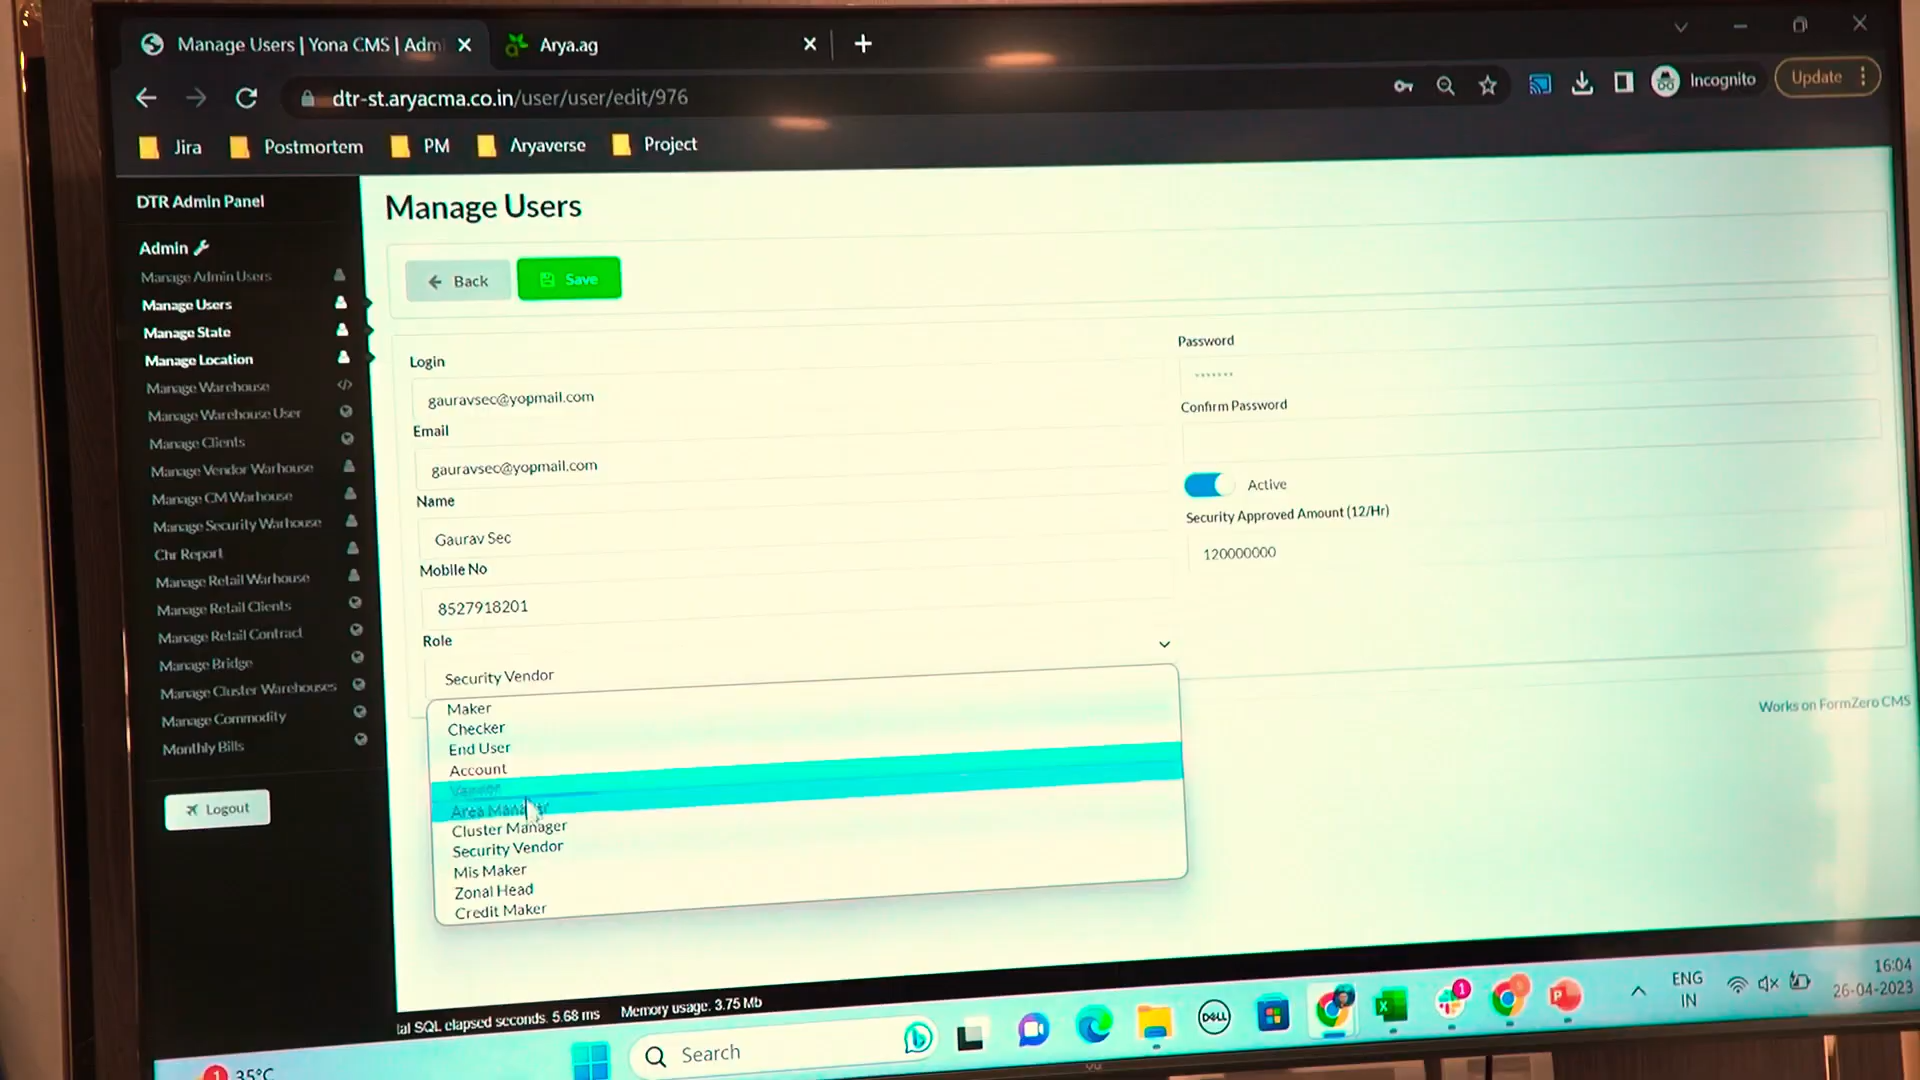 Manage Users | Yona CMS | Adm
Arya.ag
dtr-st.aryacma.co.in/user/user/edit/976
Incognito
Update
Jira
Postmortem
PM
Aryaverse
Project
DTR Admin Panel
Admin
Manage Admin Users
Manage Users
Manage State
Manage Location
Manage Warehouse
Manage Warehouse User
Manage Clients
Manage Vendor Warhouse
Manage CM Warhouse
Manage Security Warhouse
Chr Report
Manage Retail Warhouse
Manage Retail Clients
Manage Retail Contract
Manage Bridge
Manage Cluster Warehouses
Manage Commodity
Monthly Bills
Logout
Manage Users
Back
Save
Login
gauravsec@yopmail.com
Email
gauravsec@yopmail.com
Name
Gaurav Sec
Mobile No
8527918201
Role
Security Vendor
Maker
Checker
End User
Account
Vendor
Area Manager
Cluster Manager
Security Vendor
Mis Maker
Zonal Head
Credit Maker
Password
Confirm Password
Active
Security Approved Amount (12/Hr)
120000000
Works on FormZero CMS
tal SQL elapsed seconds. 5.68 ms
Memory usage: 3.75 Mb
1
35°C
Search
DELL
1
ENG
IN
16:04
26-04-2023